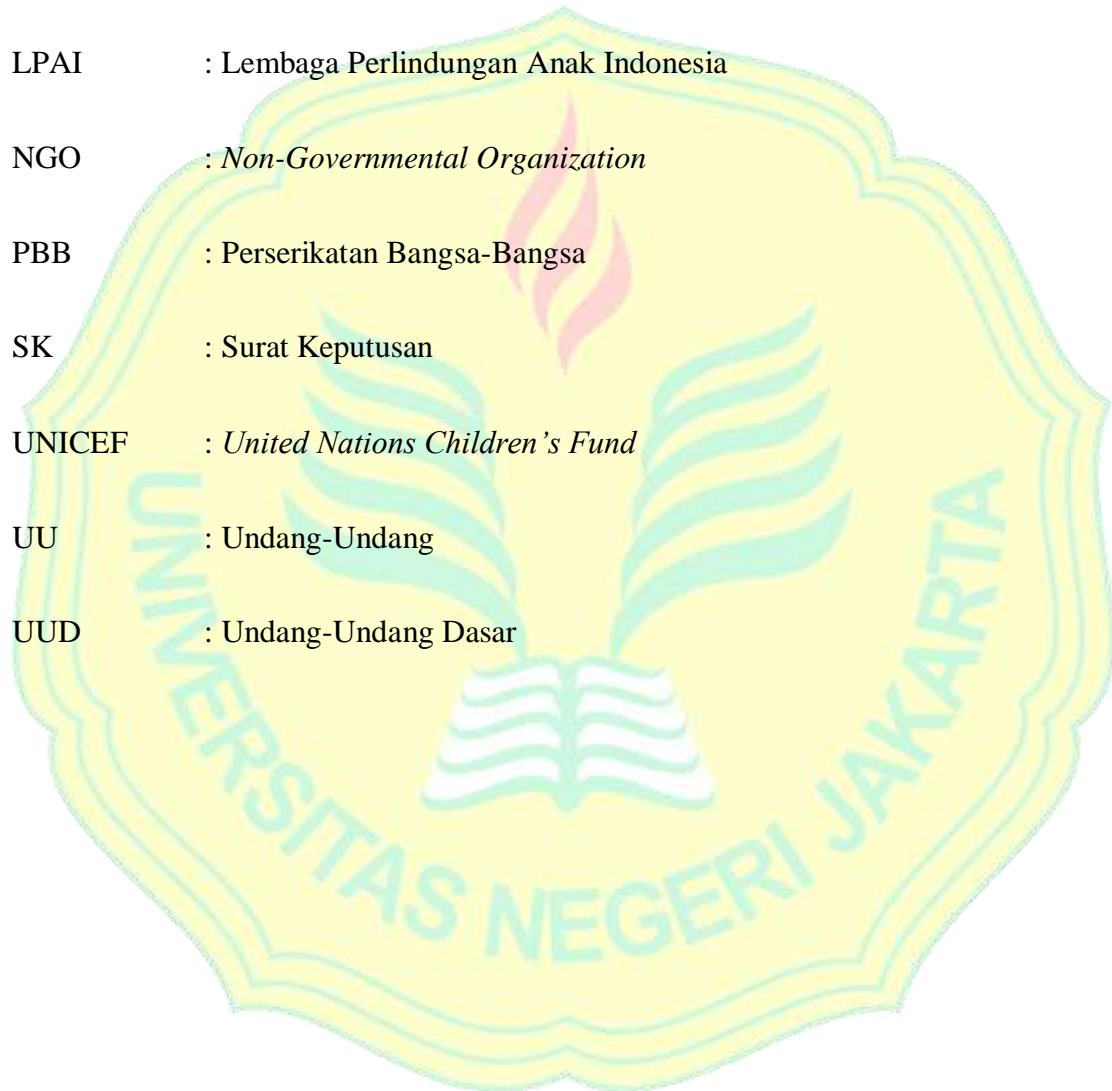 LPAI : Lembaga Perlindungan Anak Indonesia
NGO : Non-Governmental Organization
PBB : Perserikatan Bangsa-Bangsa
SK : Surat Keputusan
UNICEF : United Nations Children’s Fund
UU : Undang-Undang
UUD : Undang-Undang Dasar
UNIVERSITAS NEGERI JAKARTA